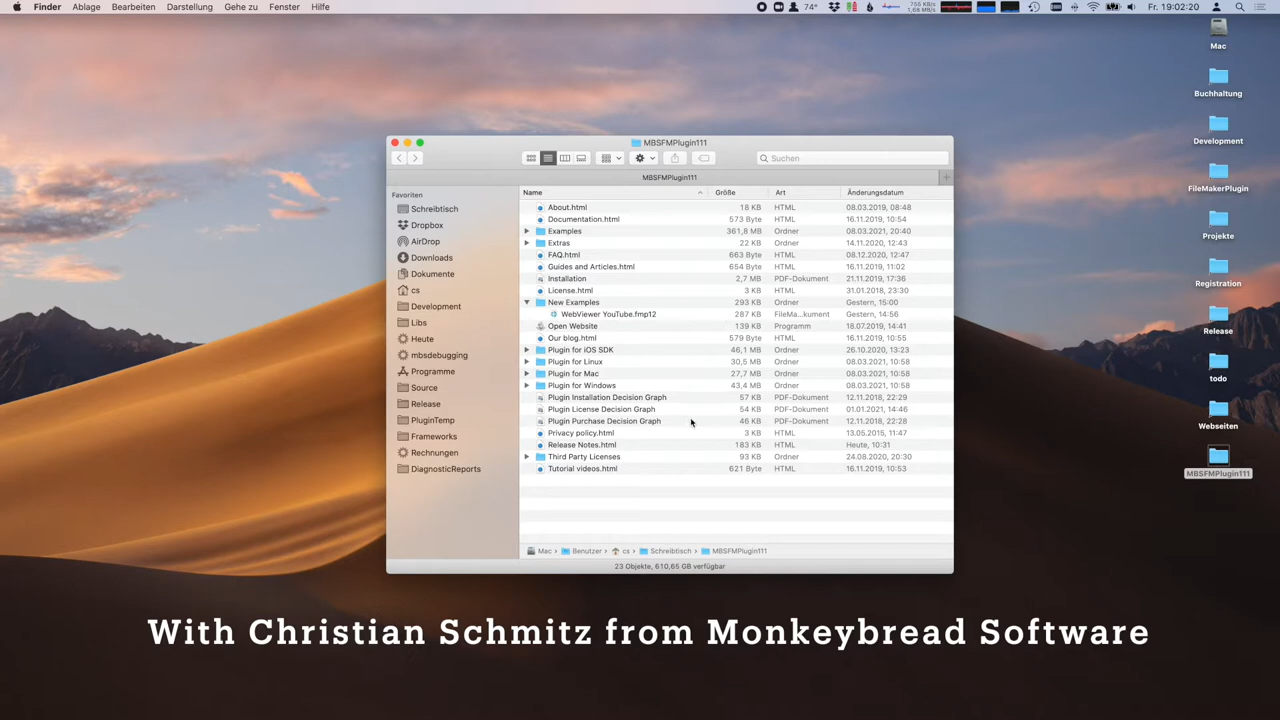 Finder Ablage Bearbeiten Darstellung Gehe zu Fenster Hilfe 74° 756 KB/s Fr. 19:02:20
1,68 MB/s
Mac
Buchhaltung
Development
FileMakerPlugin
Projekte
Registration
Release
todo
Webseiten
MBSFMPlugin111
MBSFMPlugin111
Suchen
MBSFMPlugin111
Favoriten
Schreibtisch
Dropbox
AirDrop
Downloads
Dokumente
cs
Development
Libs
Heute
mbsdebugging
Programme
Source
Release
PluginTemp
Frameworks
Rechnungen
DiagnosticReports
Name Größe Art Änderungsdatum
About.html 18 KB HTML 08.03.2019, 08:48
Documentation.html 573 Byte HTML 16.11.2019, 10:54
Examples 361,8 MB Ordner 08.03.2021, 20:40
Extras 22 KB Ordner 14.11.2020, 12:43
FAQ.html 663 Byte HTML 08.12.2020, 12:47
Guides and Articles.html 654 Byte HTML 16.11.2019, 11:02
Installation 2,7 MB PDF-Dokument 21.11.2019, 17:36
License.html 3 KB HTML 31.01.2018, 23:30
New Examples 293 KB Ordner Gestern, 15:00
WebViewer YouTube.fmp12 287 KB FileMa...kument Gestern, 14:56
Open Website 139 KB Programm 18.07.2019, 14:41
Our blog.html 579 Byte HTML 16.11.2019, 10:55
Plugin for iOS SDK 46,1 MB Ordner 26.10.2020, 13:23
Plugin for Linux 30,5 MB Ordner 08.03.2021, 10:58
Plugin for Mac 27,7 MB Ordner 08.03.2021, 10:58
Plugin for Windows 43,4 MB Ordner 08.03.2021, 10:58
Plugin Installation Decision Graph 57 KB PDF-Dokument 12.11.2018, 22:29
Plugin License Decision Graph 54 KB PDF-Dokument 01.01.2021, 14:46
Plugin Purchase Decision Graph 46 KB PDF-Dokument 12.11.2018, 22:28
Privacy policy.html 3 KB HTML 13.05.2015, 11:47
Release Notes.html 183 KB HTML Heute, 10:31
Third Party Licenses 93 KB Ordner 24.08.2020, 20:30
Tutorial videos.html 621 Byte HTML 16.11.2019, 10:53
Mac › Benutzer › cs › Schreibtisch › MBSFMPlugin111
23 Objekte, 610,65 GB verfügbar
With Christian Schmitz from Monkeybread Software